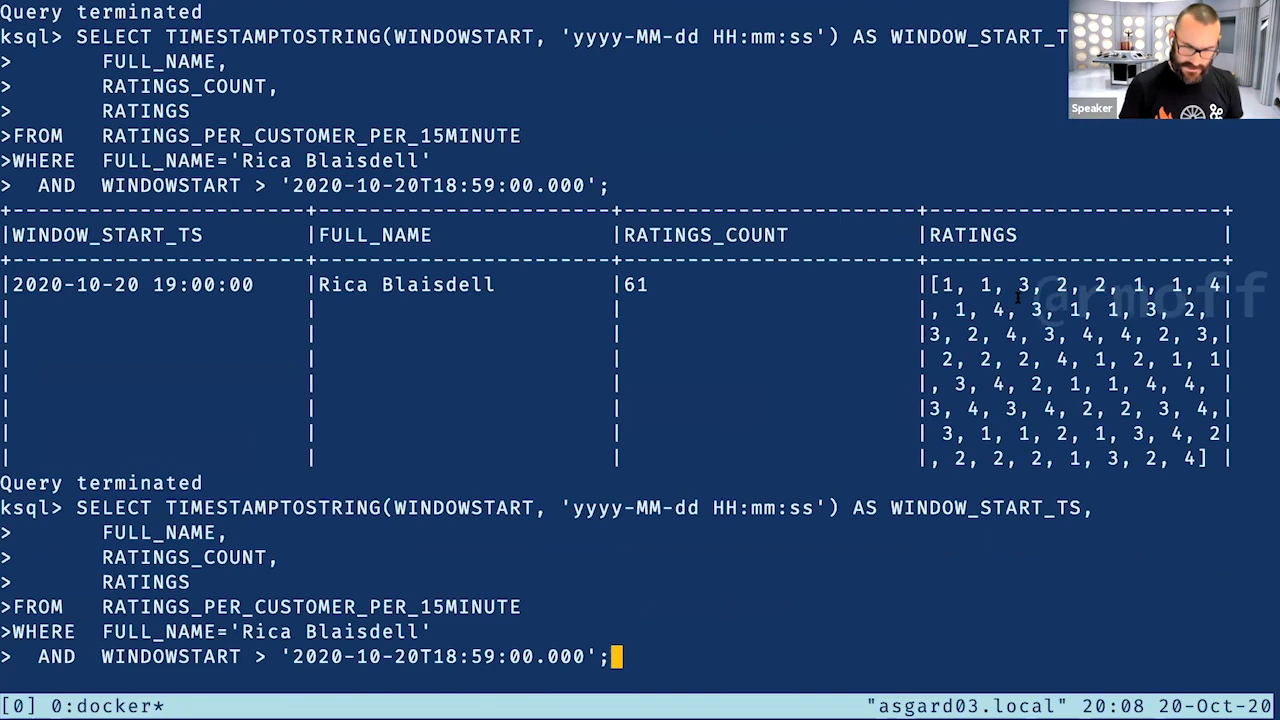 Query terminated
ksql> SELECT TIMESTAMPTOSTRING(WINDOWSTART, 'yyyy-MM-dd HH:mm:ss') AS WINDOW_START_T
>       FULL_NAME,
>       RATINGS_COUNT,
>       RATINGS
>FROM   RATINGS_PER_CUSTOMER_PER_15MINUTE
>WHERE  FULL_NAME='Rica Blaisdell'
>  AND  WINDOWSTART > '2020-10-20T18:59:00.000';
Speaker
+-----------------------+-----------------------+-----------------------+-----------------------+
|WINDOW_START_TS        |FULL_NAME              |RATINGS_COUNT          |RATINGS                |
+-----------------------+-----------------------+-----------------------+-----------------------+
|2020-10-20 19:00:00    |Rica Blaisdell         |61                     |[1, 1, 3, 2, 2, 1, 1, 4|
|                       |                       |                       |, 1, 4, 3, 1, 1, 3, 2, |
|                       |                       |                       |3, 2, 4, 3, 4, 4, 2, 3,|
|                       |                       |                       | 2, 2, 2, 4, 1, 2, 1, 1|
|                       |                       |                       |, 3, 4, 2, 1, 1, 4, 4, |
|                       |                       |                       |3, 4, 3, 4, 2, 2, 3, 4,|
|                       |                       |                       | 3, 1, 1, 2, 1, 3, 4, 2|
|                       |                       |                       |, 2, 2, 2, 1, 3, 2, 4] |
@rmoff
Query terminated
ksql> SELECT TIMESTAMPTOSTRING(WINDOWSTART, 'yyyy-MM-dd HH:mm:ss') AS WINDOW_START_TS,
>       FULL_NAME,
>       RATINGS_COUNT,
>       RATINGS
>FROM   RATINGS_PER_CUSTOMER_PER_15MINUTE
>WHERE  FULL_NAME='Rica Blaisdell'
>  AND  WINDOWSTART > '2020-10-20T18:59:00.000';
[0] 0:docker* "asgard03.local" 20:08 20-Oct-20